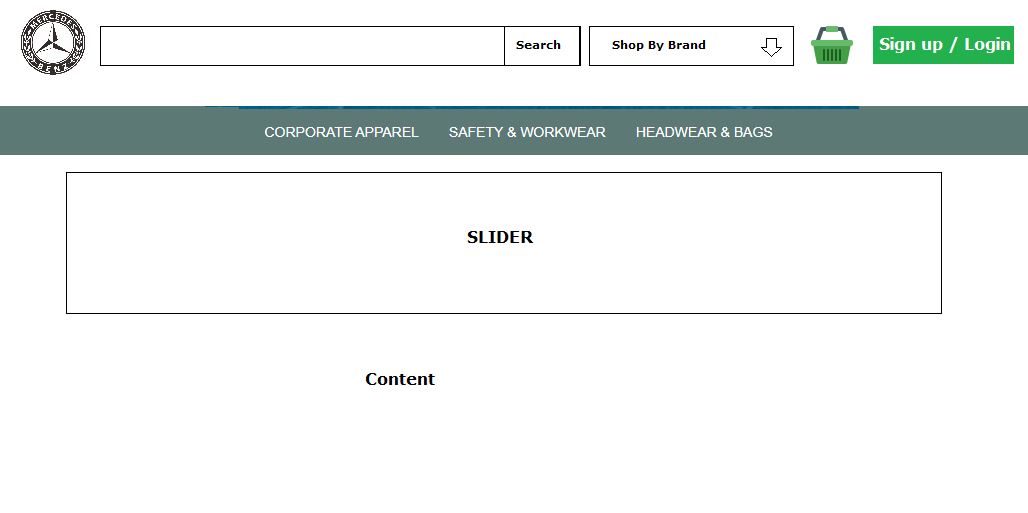 MERCEDES
BENZ
Search
Shop By Brand
Sign up / Login
CORPORATE APPAREL
SAFETY & WORKWEAR
HEADWEAR & BAGS
SLIDER
Content